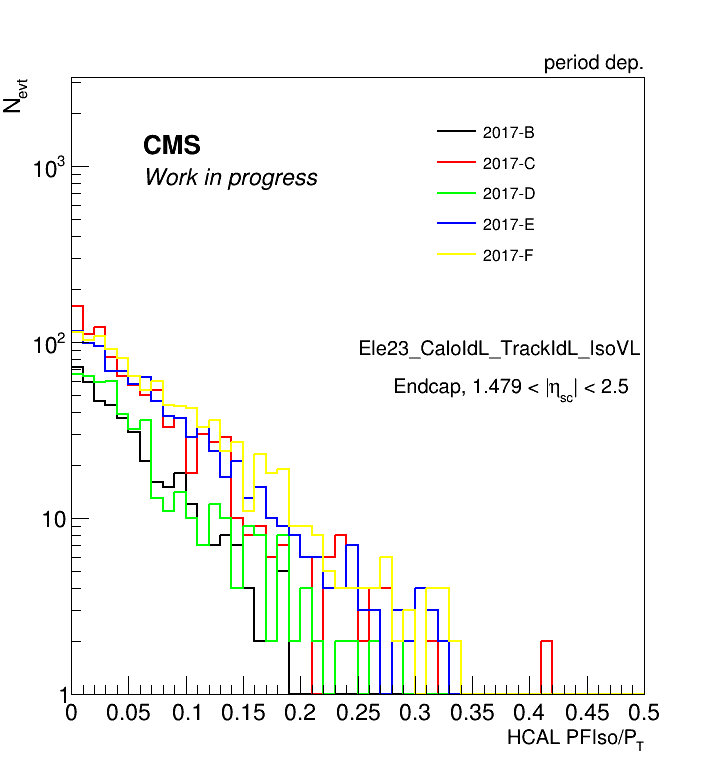 period dep.
N_evt
CMS
Work in progress
2017-B
2017-C
2017-D
2017-E
2017-F
Ele23_CaloIdL_TrackIdL_IsoVL
Endcap, 1.479 < |η_sc| < 2.5
10^3
10^2
10
1
0 0.05 0.1 0.15 0.2 0.25 0.3 0.35 0.4 0.45 0.5
HCAL PFIso/P_T